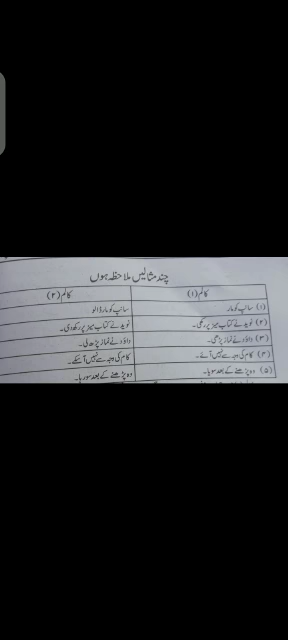 چند مثالیں ملاحظہ ہوں
کالم (۱) کالم (۲)
(۱) سانپ کو مار سانپ کو مار ڈالو
(۲) نوید نے کتاب میز پر رکھی۔ نوید نے کتاب میز پر رکھ دی۔
(۳) داؤد نے نماز پڑھی۔ داؤد نے نماز پڑھ لی۔
(۴) کام کی وجہ سے نہیں آئے۔ کام کی وجہ سے نہیں آ سکے۔
(۵) وہ پڑھنے کے بعد سویا۔ وہ پڑھنے کے بعد سو رہا۔